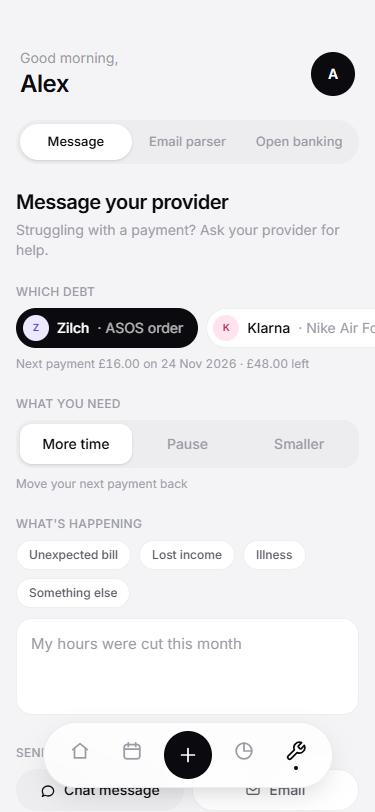 Good morning,
Alex
A
Message
Email parser
Open banking
Message your provider
Struggling with a payment? Ask your provider for
help.
WHICH DEBT
Z Zilch · ASOS order
K Klarna · Nike Air
Next payment £16.00 on 24 Nov 2026 · £48.00 left
WHAT YOU NEED
More time
Pause
Smaller
Move your next payment back
WHAT'S HAPPENING
Unexpected bill
Lost income
Illness
Something else
My hours were cut this month
Chat message
Email